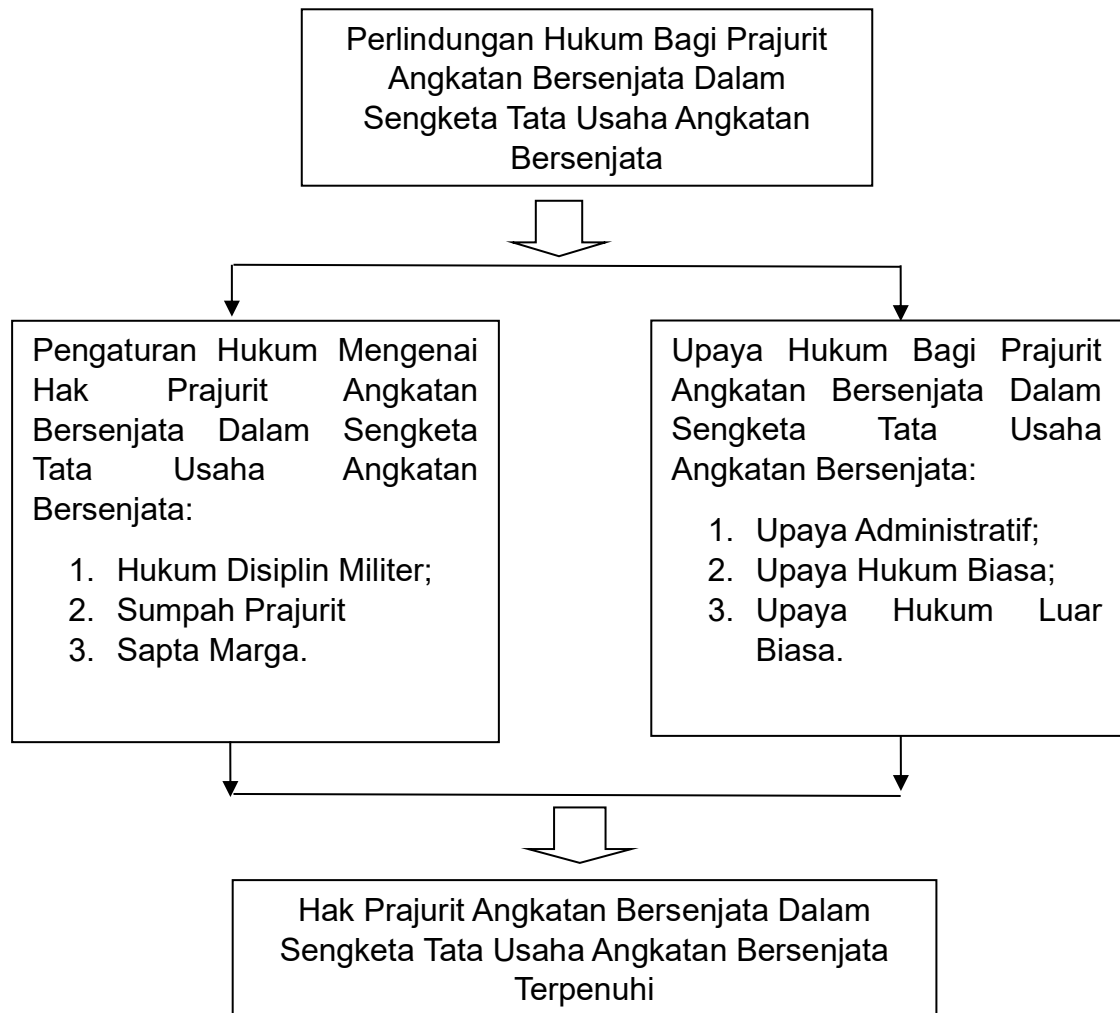 Perlindungan Hukum Bagi Prajurit
Angkatan Bersenjata Dalam
Sengketa Tata Usaha Angkatan
Bersenjata
Pengaturan Hukum Mengenai
Hak Prajurit Angkatan
Bersenjata Dalam Sengketa
Tata Usaha Angkatan
Bersenjata:
1. Hukum Disiplin Militer;
2. Sumpah Prajurit
3. Sapta Marga.
Upaya Hukum Bagi Prajurit
Angkatan Bersenjata Dalam
Sengketa Tata Usaha
Angkatan Bersenjata:
1. Upaya Administratif;
2. Upaya Hukum Biasa;
3. Upaya Hukum Luar
Biasa.
Hak Prajurit Angkatan Bersenjata Dalam
Sengketa Tata Usaha Angkatan Bersenjata
Terpenuhi